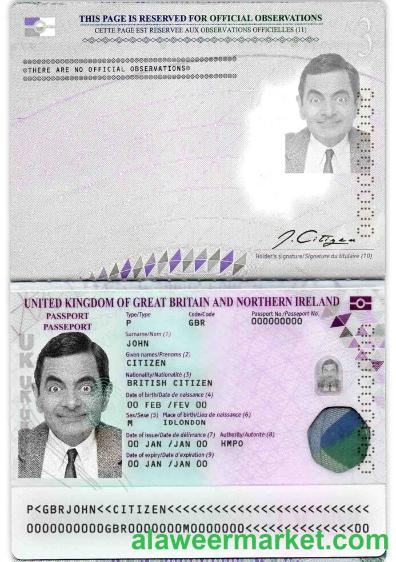 THIS PAGE IS RESERVED FOR OFFICIAL OBSERVATIONS
CETTE PAGE EST RESERVEE AUX OBSERVATIONS OFFICIELLES (11)
THERE ARE NO OFFICIAL OBSERVATIONS
J. Citizen
Holder's signature/Signature du titulaire (10)
UNITED KINGDOM OF GREAT BRITAIN AND NORTHERN IRELAND
PASSPORT
PASSEPORT
Type/Type Code/Code Passport No./Passeport No.
P GBR 000000000
Surname/Nom (1)
JOHN
Given names/Prenoms (2)
CITIZEN
Nationality/Nationalité (3)
BRITISH CITIZEN
Date of birth/Date de naissance (4)
00 FEB /FEV 00
Sex/Sexe (5) Place of birth/Lieu de naissance (6)
M IDLONDON
Date of issue/Date de délivrance (7) Authority/Autorité (8)
00 JAN /JAN 00 HMPO
Date of expiry/Date d'expiration (9)
00 JAN /JAN 00
P<GBRJOHN<<CITIZEN<<<<<<<<<<<<<<<<<<<<<<<<<<
alaweermarket.com